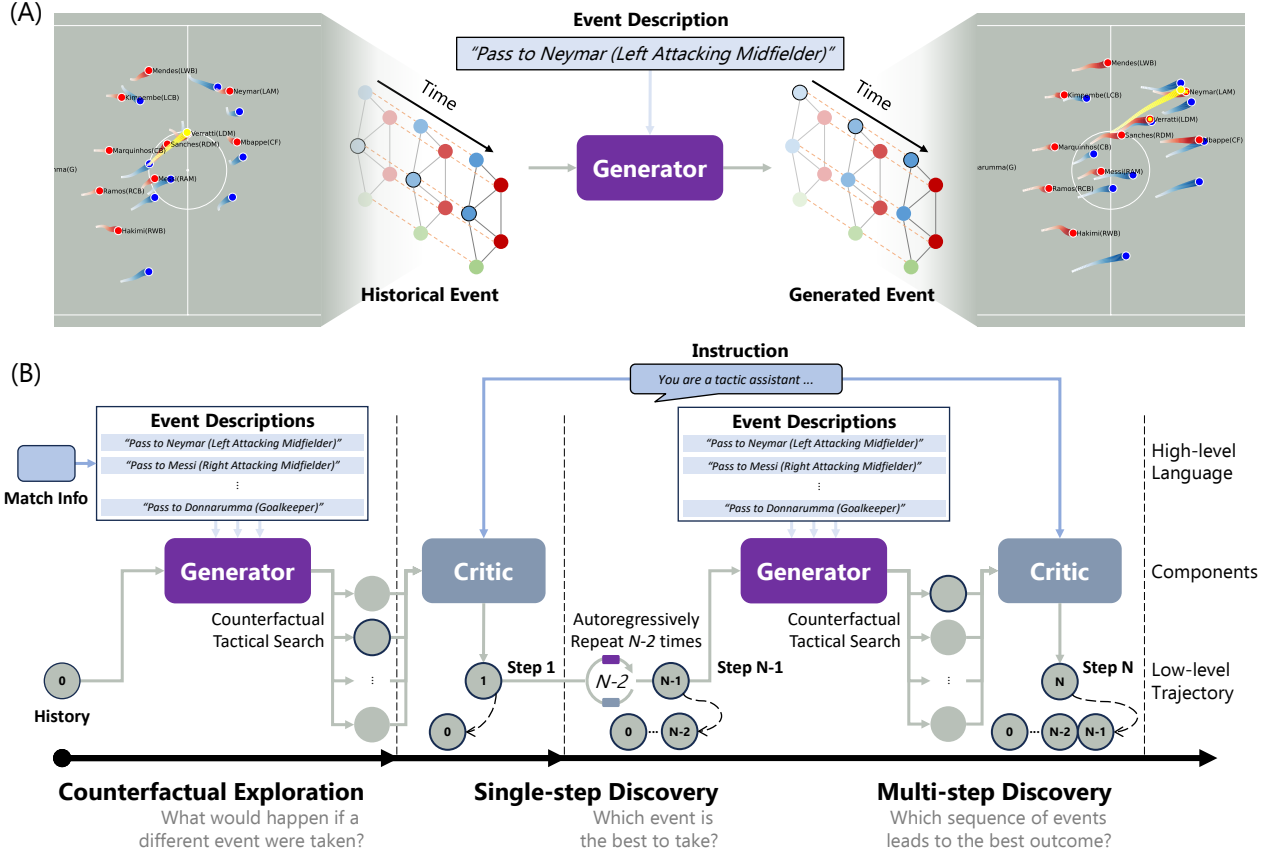 (A)
Event Description
"Pass to Neymar (Left Attacking Midfielder)"
Mendes(LWB)
Kimpembe(LCB)
Neymar(LAM)
Verratti(LDM)
Sanches(RDM)
Mbappe(CF)
Marquinhos(CB)
Messi(RAM)
Ramos(RCB)
Hakimi(RWB)
Time
Historical Event
Generator
Time
Generated Event
Mendes(LWB)
Kimpembe(LCB)
Neymar(LAM)
Verratti(LDM)
Sanches(RDM)
Mbappe(CF)
Marquinhos(CB)
arumma(G)
Messi(RAM)
Ramos(RCB)
Hakimi(RWB)
(B)
Instruction
You are a tactic assistant ...
Event Descriptions
"Pass to Neymar (Left Attacking Midfielder)"
"Pass to Messi (Right Attacking Midfielder)"
⋮
"Pass to Donnarumma (Goalkeeper)"
Match Info
Event Descriptions
"Pass to Neymar (Left Attacking Midfielder)"
"Pass to Messi (Right Attacking Midfielder)"
⋮
"Pass to Donnarumma (Goalkeeper)"
High-level
Language
Generator
Critic
Generator
Critic
Components
Counterfactual
Tactical Search
Autoregressively
Repeat N-2 times
Counterfactual
Tactical Search
0
History
⋮
1
Step 1
N-2
N-1
Step N-1
⋮
N
Step N
Low-level
Trajectory
0
0 ... N-2
0 ... N-2 N-1
Counterfactual Exploration
What would happen if a
different event were taken?
Single-step Discovery
Which event is
the best to take?
Multi-step Discovery
Which sequence of events
leads to the best outcome?